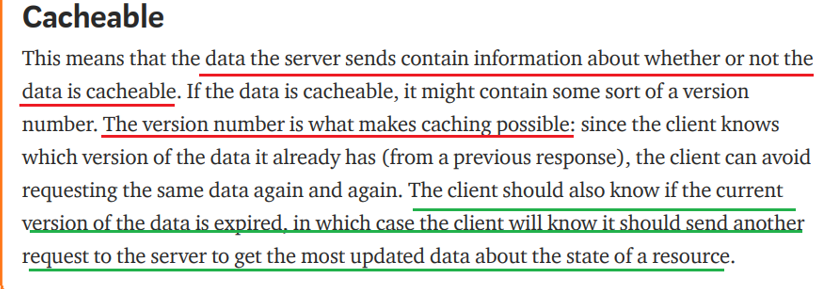 Cacheable
This means that the data the server sends contain information about whether or not the
data is cacheable. If the data is cacheable, it might contain some sort of a version
number. The version number is what makes caching possible: since the client knows
which version of the data it already has (from a previous response), the client can avoid
requesting the same data again and again. The client should also know if the current
version of the data is expired, in which case the client will know it should send another
request to the server to get the most updated data about the state of a resource.